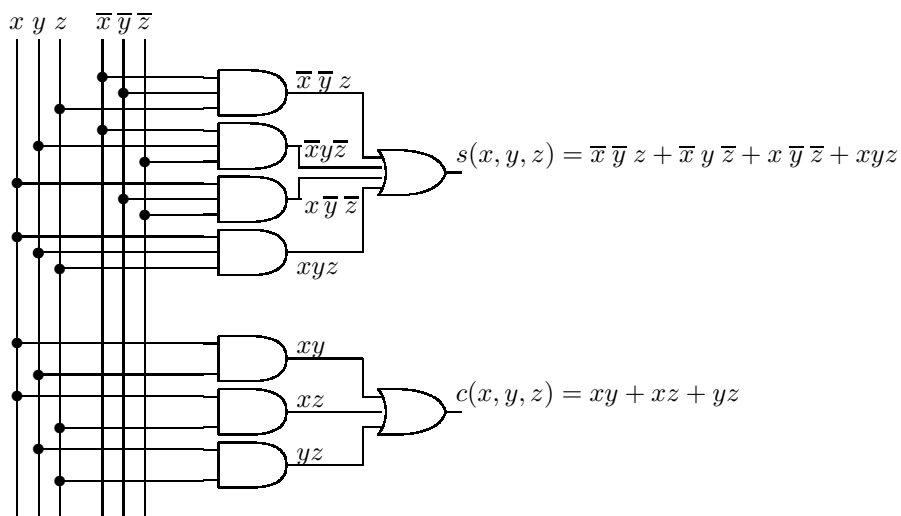 x y z x̅ y̅ z̅
x̅ y̅ z
x̅yz̅
s(x, y, z) = x̅ y̅ z + x̅ y z̅ + x y̅ z̅ + xyz
x y̅ z̅
xyz
xy
xz
c(x, y, z) = xy + xz + yz
yz